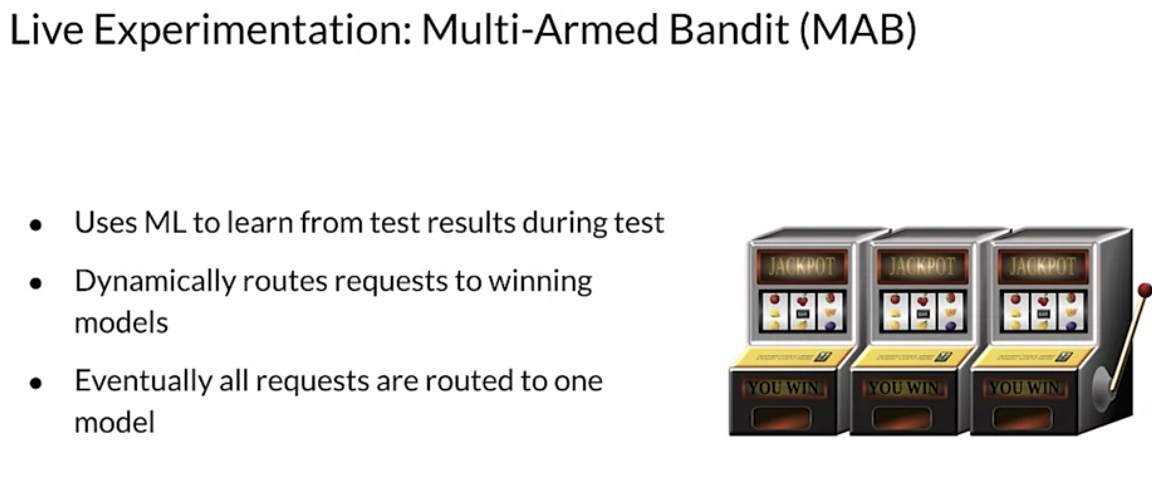 Live Experimentation: Multi-Armed Bandit (MAB)
● Uses ML to learn from test results during test
● Dynamically routes requests to winning
models
● Eventually all requests are routed to one
model
JACKPOT JACKPOT JACKPOT
YOU WIN YOU WIN YOU WIN